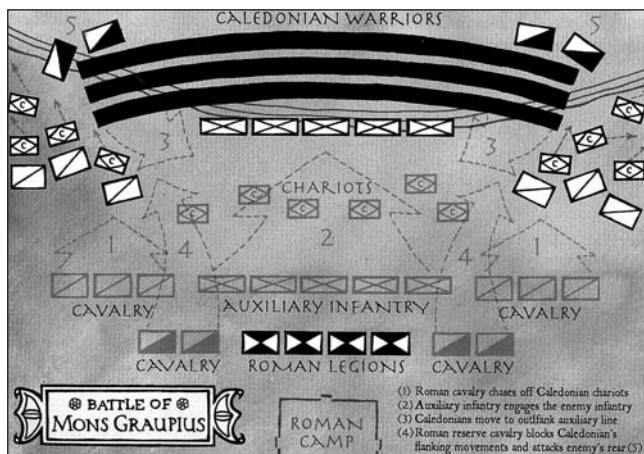 CALEDONIAN WARRIORS
5
5
C
C
C
C
C
C
3
3
C
C
CHARIOTS
C
C
C
C
C
C
1
4
2
4
1
CAVALRY
AUXILIARY INFANTRY
CAVALRY
CAVALRY
ROMAN LEGIONS
CAVALRY
BATTLE OF
MONS GRAUPIUS
ROMAN
CAMP
(1) Roman cavalry chases off Caledonian chariots
(2) Auxiliary infantry engages the enemy infantry
(3) Caledonians move to outlfank auxiliary line
(4) Roman reserve cavalry blocks Caledonian's
flanking movements and attacks enemy's rear (5)